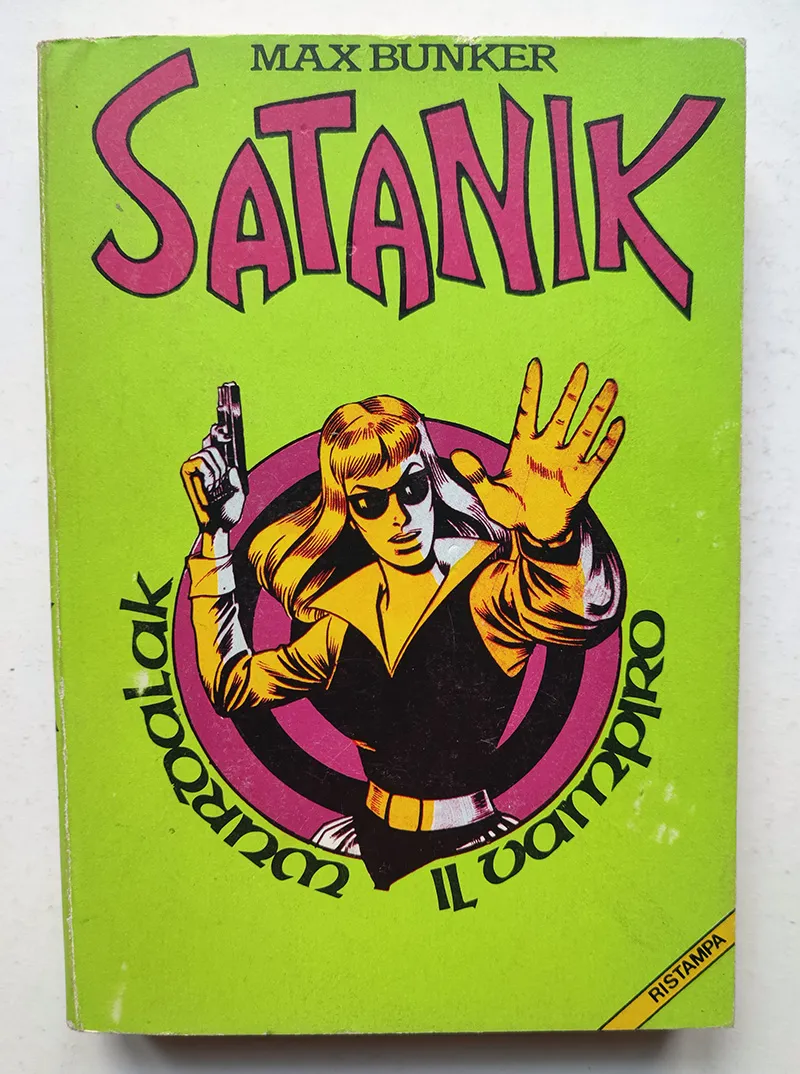 MAX BUNKER
SATANIK
wurdalak
il vampiro
RISTAMPA